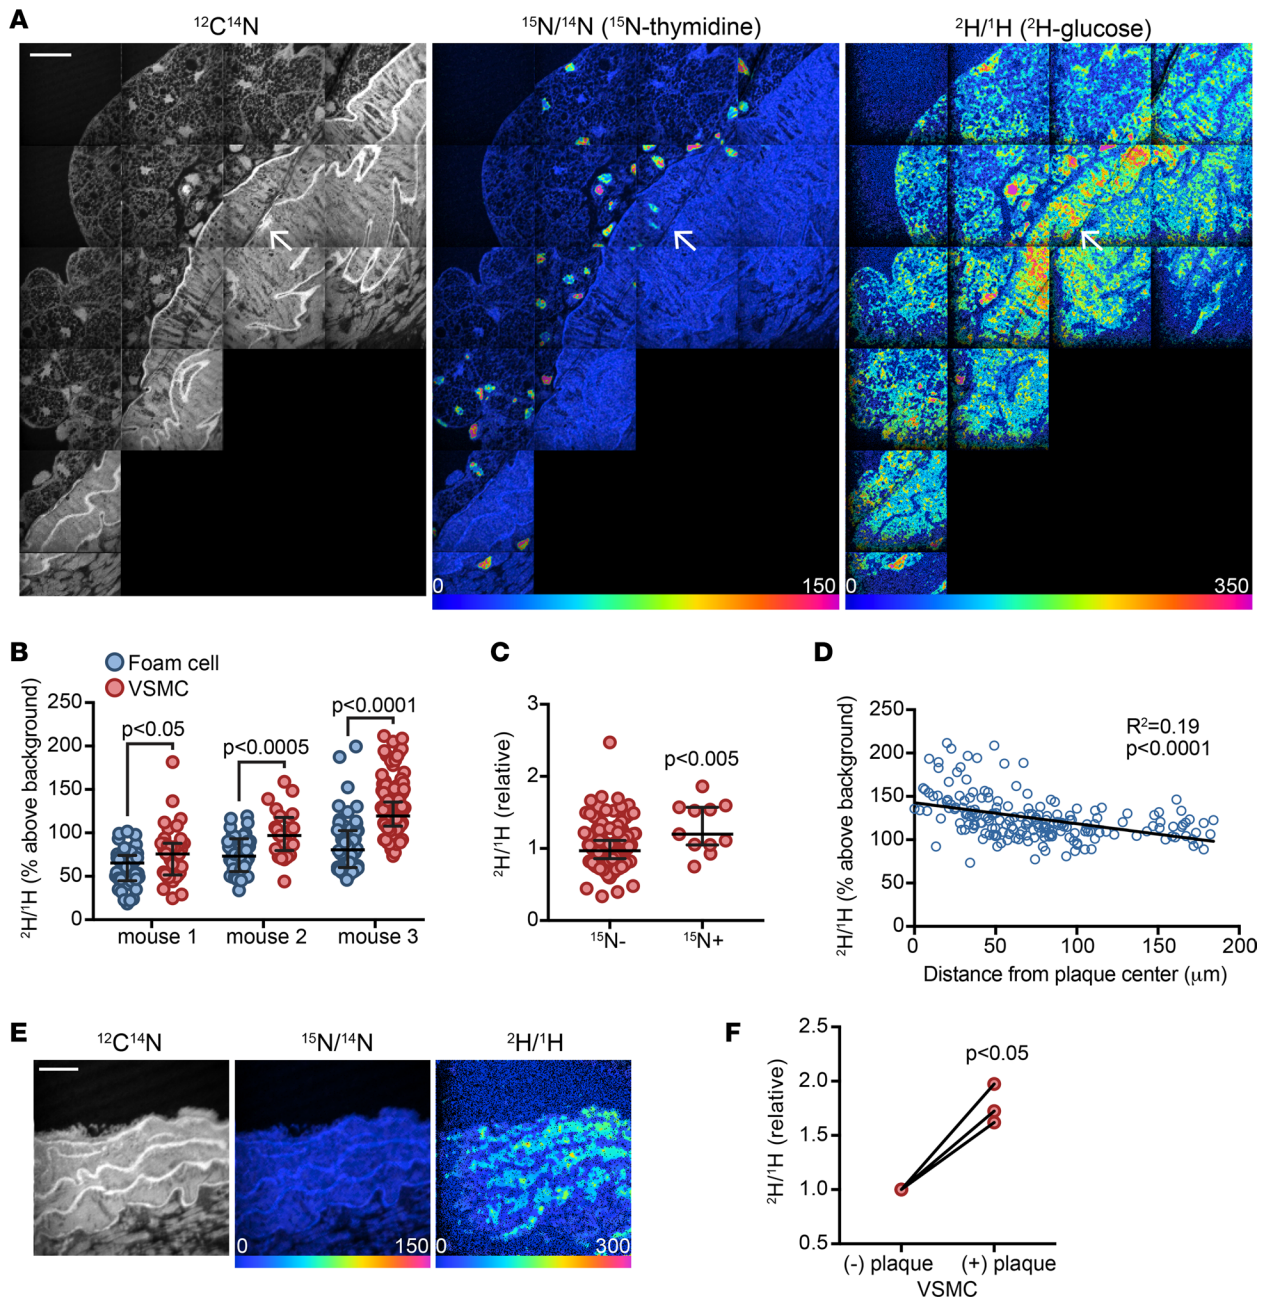 A
¹²C¹⁴N
¹⁵N/¹⁴N (¹⁵N-thymidine)
²H/¹H (²H-glucose)
0
150
0
350
B
Foam cell
VSMC
²H/¹H (% above background)
250
200
150
100
50
0
p<0.05
p<0.0005
p<0.0001
mouse 1
mouse 2
mouse 3
C
²H/¹H (relative)
3
2
1
0
p<0.005
¹⁵N-
¹⁵N+
D
²H/¹H (% above background)
250
200
150
100
50
0
R²=0.19
p<0.0001
0
50
100
150
200
Distance from plaque center (μm)
E
¹²C¹⁴N
¹⁵N/¹⁴N
²H/¹H
0
150
0
300
F
²H/¹H (relative)
2.5
2.0
1.5
1.0
0.5
p<0.05
(-) plaque
(+) plaque
VSMC